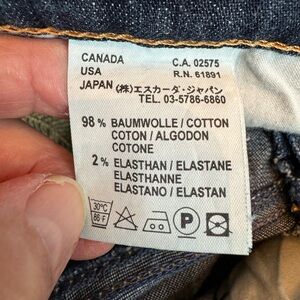 CANADA C.A. 02575
USA R.N. 61891
JAPAN (株)エスカーダ・ジャパン
TEL. 03-5786-6860
98 % BAUMWOLLE / COTTON
COTON / ALGODON
COTONE
2 % ELASTHAN / ELASTANE
ELASTHANNE
ELASTANO / ELASTAN
30°C
86°F
P